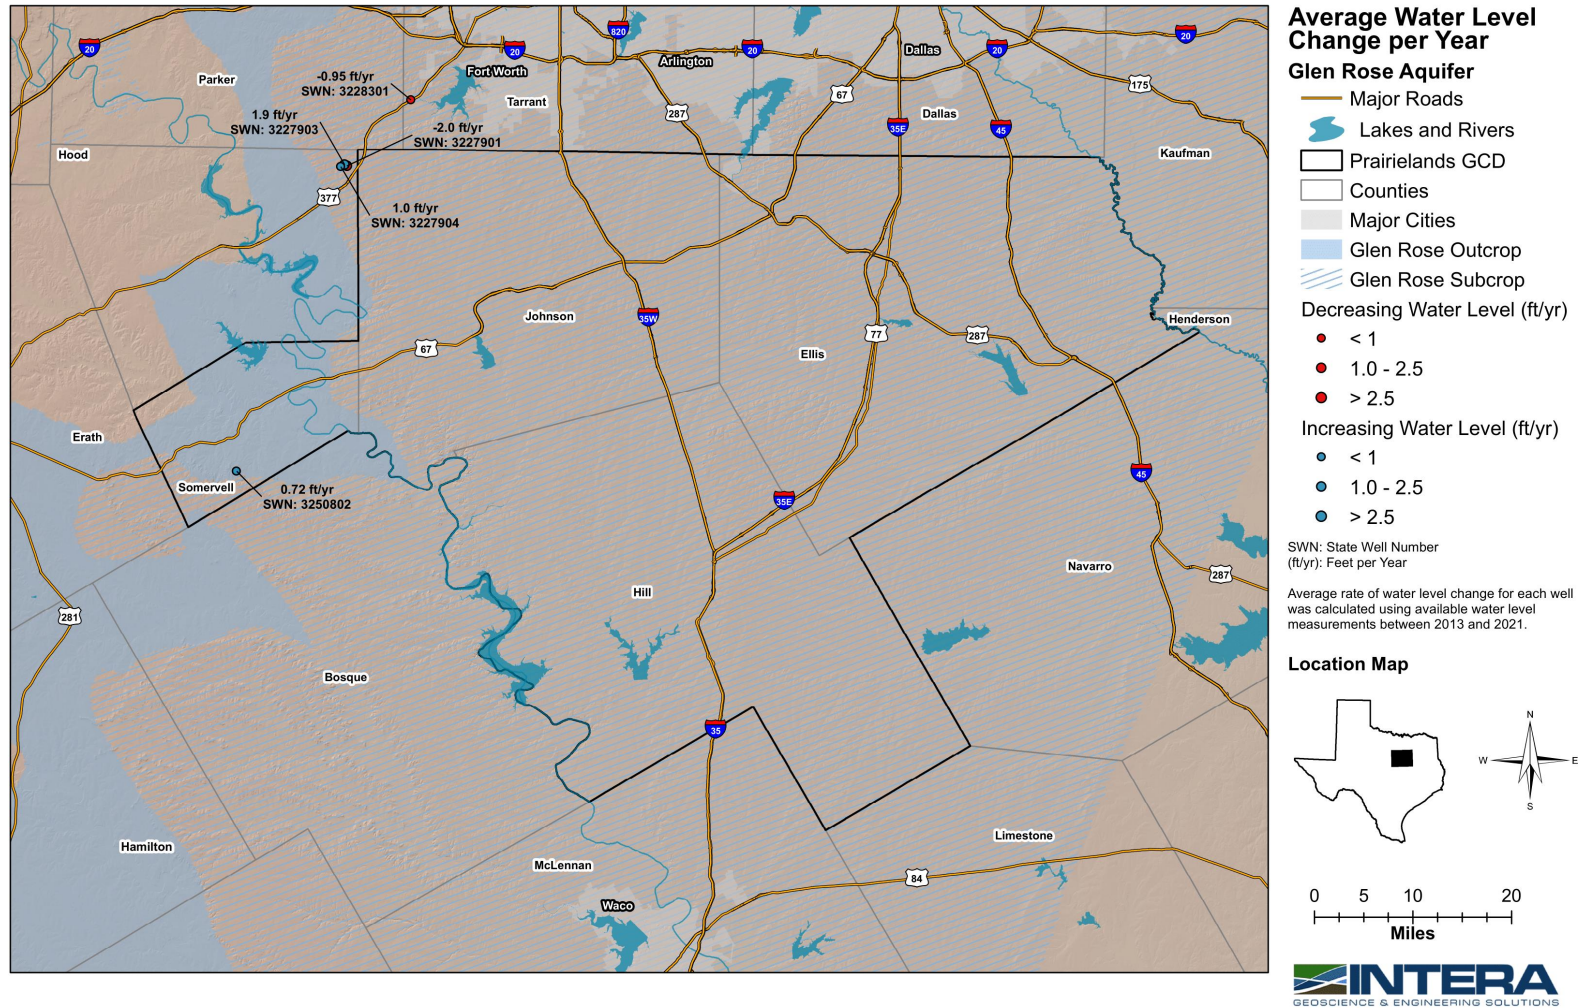 Average Water Level
Change per Year
Glen Rose Aquifer
Major Roads
Lakes and Rivers
Prairielands GCD
Counties
Major Cities
Glen Rose Outcrop
Glen Rose Subcrop
Decreasing Water Level (ft/yr)
< 1
1.0 - 2.5
> 2.5
Increasing Water Level (ft/yr)
< 1
1.0 - 2.5
> 2.5
SWN: State Well Number
(ft/yr): Feet per Year
Average rate of water level change for each well
was calculated using available water level
measurements between 2013 and 2021.
Location Map
N
W
E
S
0 5 10 20
Miles
INTERA
GEOSCIENCE & ENGINEERING SOLUTIONS
20
820
20
20
Dallas
20
20
Arlington
Fort Worth
Parker
-0.95 ft/yr
SWN: 3228301
Tarrant
67
175
287
Dallas
35E
45
1.9 ft/yr
SWN: 3227903
-2.0 ft/yr
SWN: 3227901
Hood
Kaufman
377
1.0 ft/yr
SWN: 3227904
Johnson
35W
Henderson
77
287
67
Ellis
Erath
45
Somervell
0.72 ft/yr
SWN: 3250802
35E
Navarro
287
Hill
281
Bosque
35
Limestone
Hamilton
McLennan
84
Waco